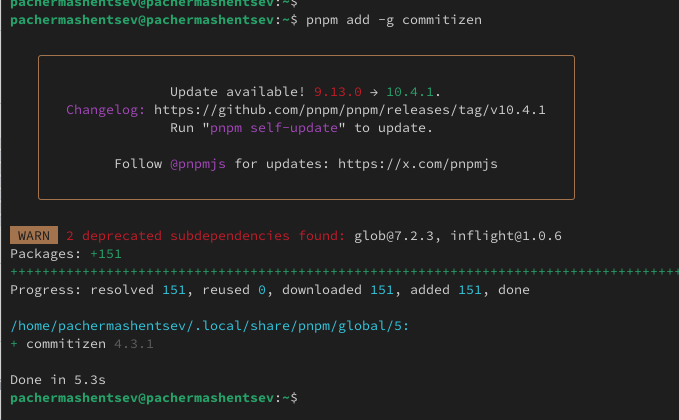 pachermashentsev@pachermashentsev:~$
pachermashentsev@pachermashentsev:~$ pnpm add -g commitizen
Update available! 9.13.0 → 10.4.1.
Changelog: https://github.com/pnpm/pnpm/releases/tag/v10.4.1
Run "pnpm self-update" to update.
Follow @pnpmjs for updates: https://x.com/pnpmjs
WARN 2 deprecated subdependencies found: glob@7.2.3, inflight@1.0.6
Packages: +151
++++++++++++++++++++++++++++++++++++++++++++++++++++++++++++++++++++++++++++++++++++
Progress: resolved 151, reused 0, downloaded 151, added 151, done
/home/pachermashentsev/.local/share/pnpm/global/5:
+ commitizen 4.3.1
Done in 5.3s
pachermashentsev@pachermashentsev:~$